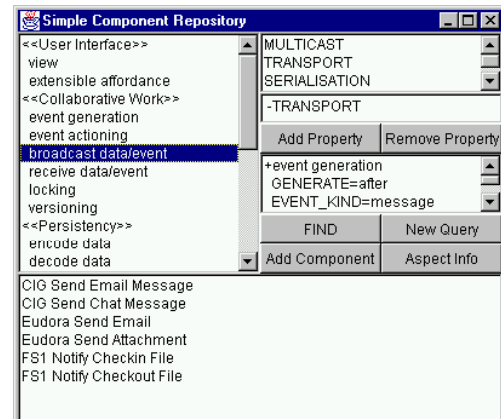 Simple Component Repository
<<User Interface>>
view
extensible affordance
<<Collaborative Work>>
event generation
event actioning
broadcast data/event
receive data/event
locking
versioning
<<Persistency>>
encode data
decode data
MULTICAST
TRANSPORT
SERIALISATION
-TRANSPORT
Add Property Remove Property
+event generation
GENERATE=after
EVENT_KIND=message
FIND New Query
Add Component Aspect Info
CIG Send Email Message
CIG Send Chat Message
Eudora Send Email
Eudora Send Attachment
FS1 Notify Checkin File
FS1 Notify Checkout File